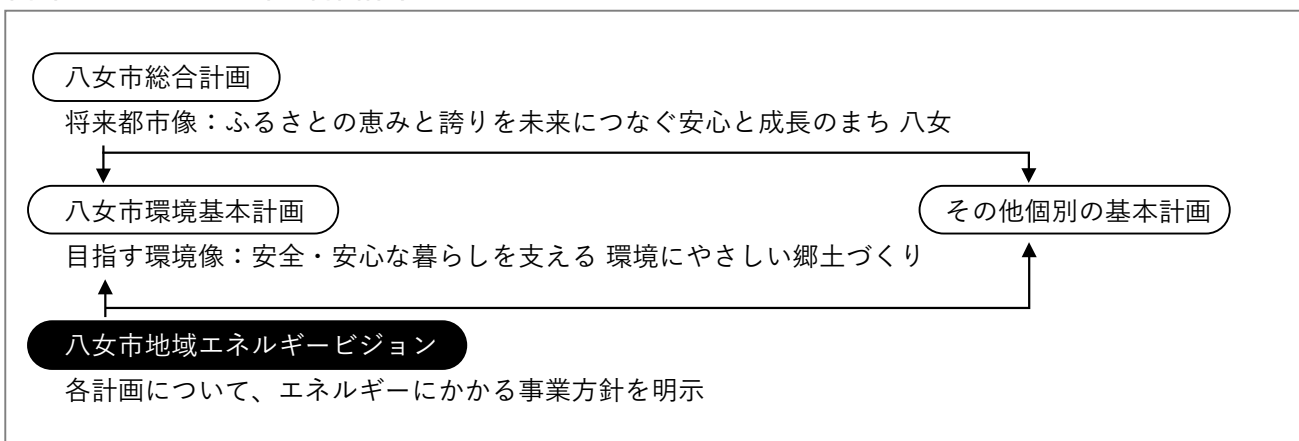 八女市総合計画
将来都市像：ふるさとの恵みと誇りを未来につなぐ安心と成長のまち 八女
八女市環境基本計画
その他個別の基本計画
目指す環境像：安全・安心な暮らしを支える 環境にやさしい郷土づくり
八女市地域エネルギービジョン
各計画について、エネルギーにかかる事業方針を明示